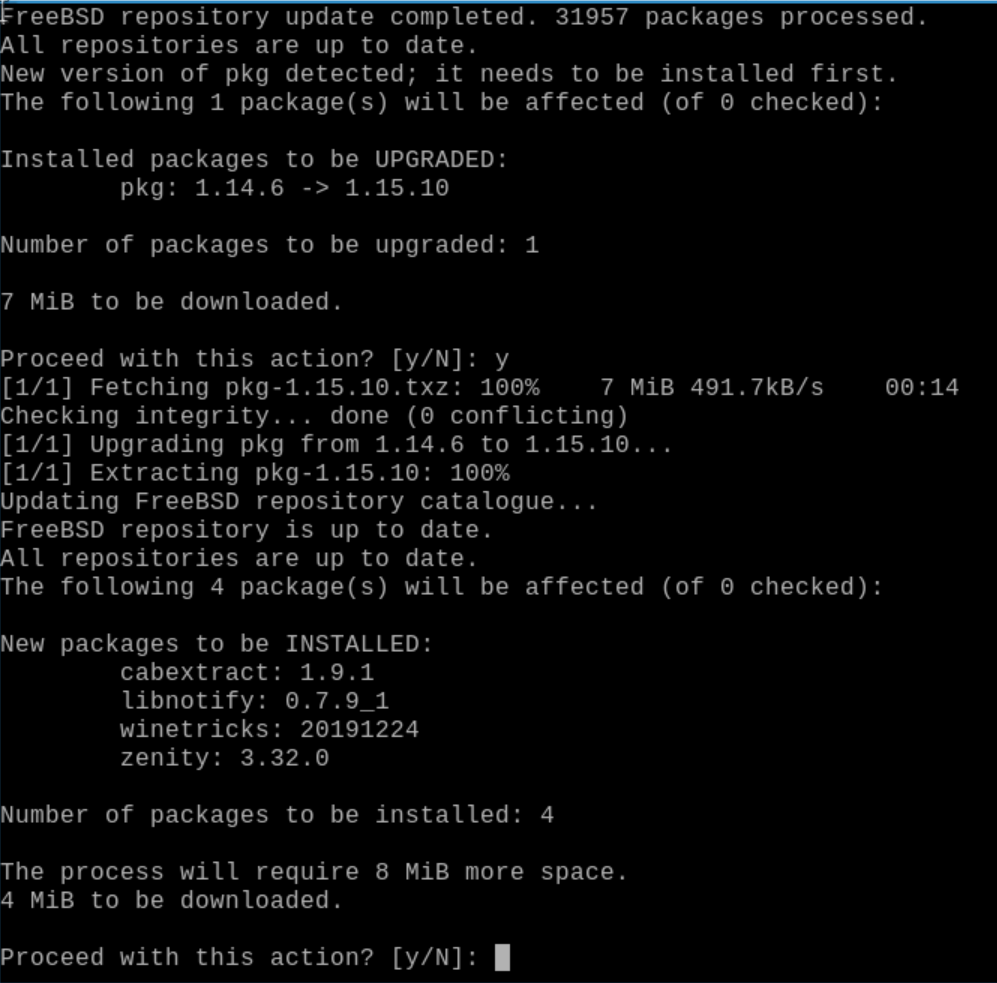 FreeBSD repository update completed. 31957 packages processed.
All repositories are up to date.
New version of pkg detected; it needs to be installed first.
The following 1 package(s) will be affected (of 0 checked):

Installed packages to be UPGRADED:
        pkg: 1.14.6 -> 1.15.10

Number of packages to be upgraded: 1

7 MiB to be downloaded.

Proceed with this action? [y/N]: y
[1/1] Fetching pkg-1.15.10.txz: 100%    7 MiB 491.7kB/s    00:14
Checking integrity... done (0 conflicting)
[1/1] Upgrading pkg from 1.14.6 to 1.15.10...
[1/1] Extracting pkg-1.15.10: 100%
Updating FreeBSD repository catalogue...
FreeBSD repository is up to date.
All repositories are up to date.
The following 4 package(s) will be affected (of 0 checked):

New packages to be INSTALLED:
        cabextract: 1.9.1
        libnotify: 0.7.9_1
        winetricks: 20191224
        zenity: 3.32.0

Number of packages to be installed: 4

The process will require 8 MiB more space.
4 MiB to be downloaded.

Proceed with this action? [y/N]: